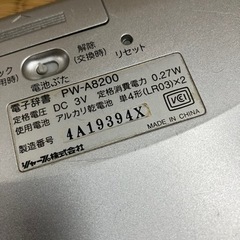 ック
用時)
解除
(交換時)
リセット
電池ぶた
電子辞書 PW-A8200
定格電圧 DC 3V 定格消費電力 0.27W
使用電池 アルカリ乾電池 単4形(LR03)×2
製造番号 4A19394X
VCI
シャープ株式会社
MADE IN CHINA